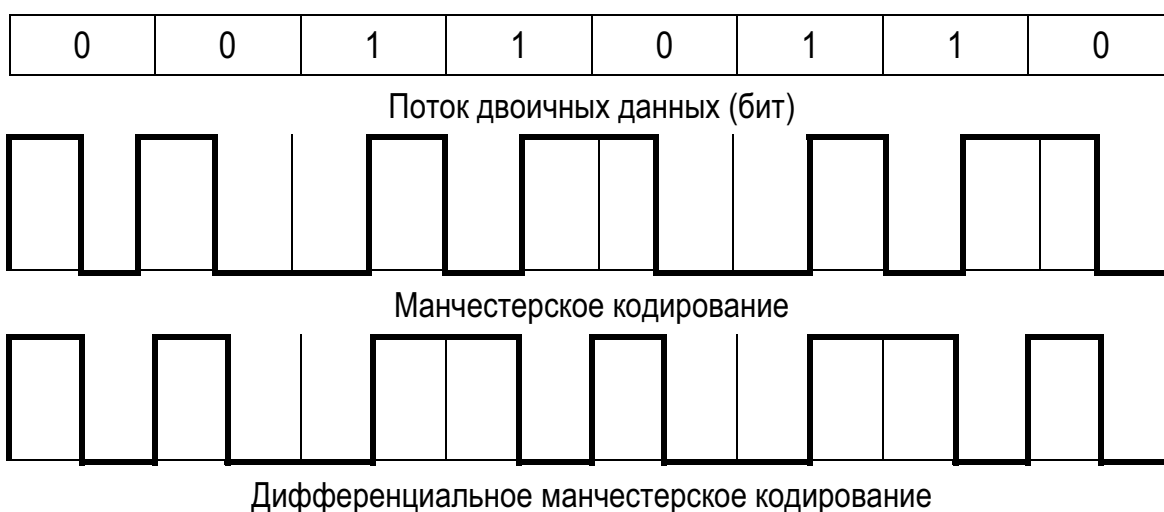 0 0 1 1 0 1 1 0
Поток двоичных данных (бит)
Манчестерское кодирование
Дифференциальное манчестерское кодирование